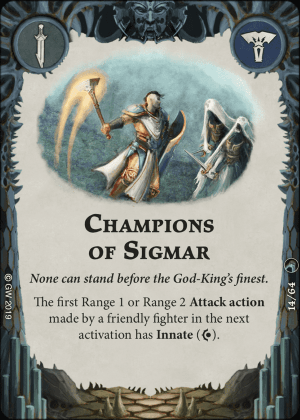 CHAMPIONS
OF SIGMAR
None can stand before the God-King's finest.
The first Range 1 or Range 2 Attack action
made by a friendly fighter in the next
activation has Innate ().
© GW 2019
14/64